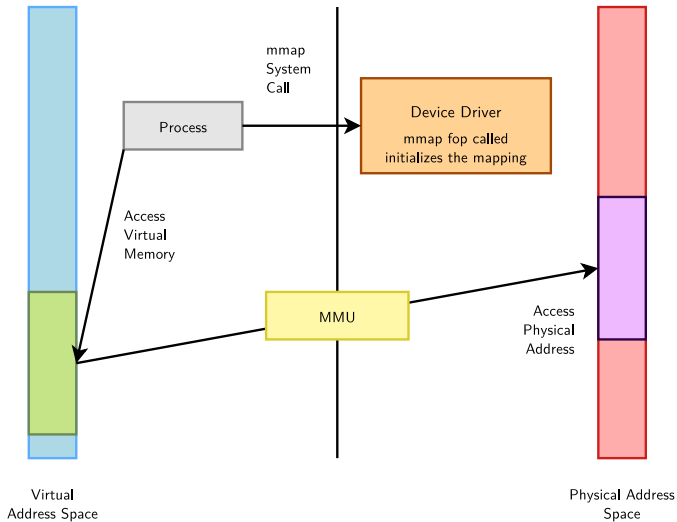 mmap
System
Call
Process
Device Driver
mmap fop called
initializes the mapping
Access
Virtual
Memory
MMU
Access
Physical
Address
Virtual
Address Space
Physical Address
Space